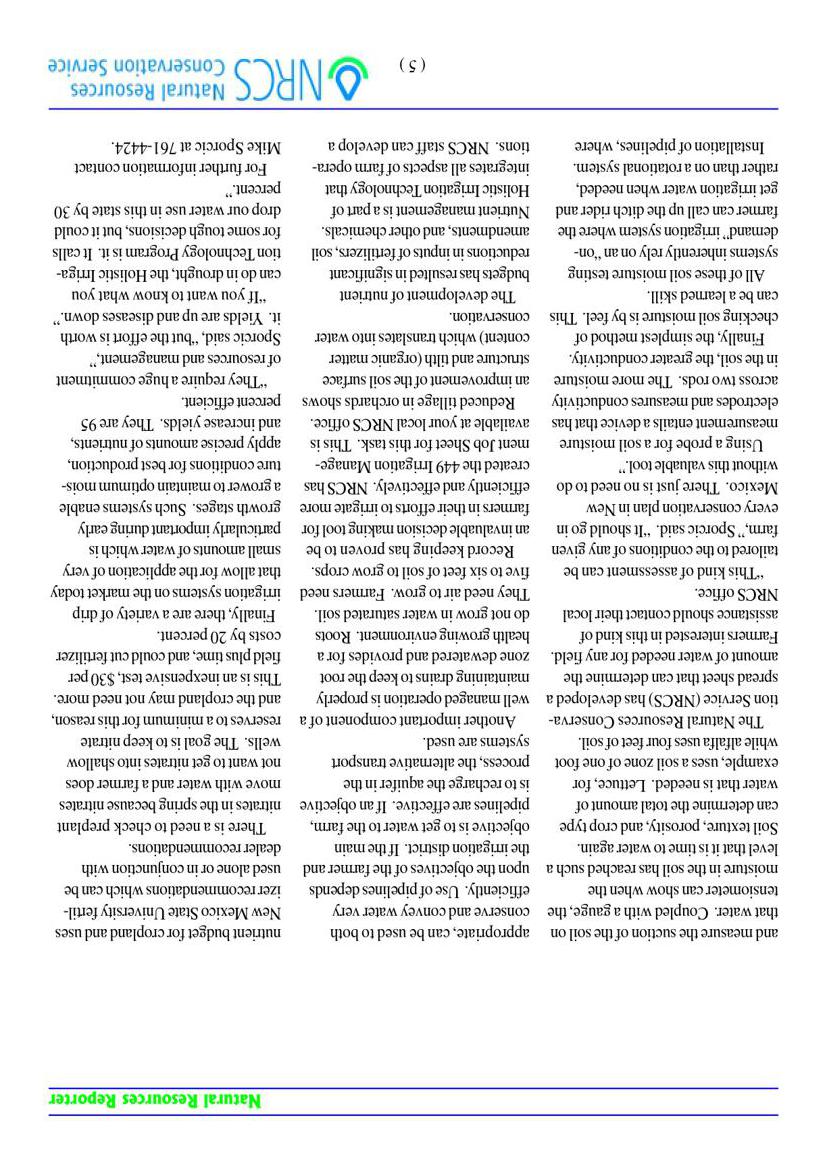 Natural Resources Reporter
and measure the suction of the soil on
that water. Coupled with a gauge, the
tensiometer can show when the
moisture in the soil has reached such a
level that it is time to water again.
Soil texture, porosity, and crop type
can determine the total amount of
water that is needed. Lettuce, for
example, uses a soil zone of one foot
while alfalfa uses four feet of soil.
The Natural Resources Conserva-
tion Service (NRCS) has developed a
spread sheet that can determine the
amount of water needed for any field.
Farmers interested in this kind of
assistance should contact their local
NRCS office.
“This kind of assessment can be
tailored to the conditions of any given
farm,” Sporcic said. “It should go in
every conservation plan in New
Mexico. There just is no need to do
without this valuable tool.”
Using a probe for a soil moisture
measurement entails a device that has
electrodes and measures conductivity
across two rods. The more moisture
in the soil, the greater conductivity.
Finally, the simplest method of
checking soil moisture is by feel. This
can be a learned skill.
All of these soil moisture testing
systems inherently rely on an “on-
demand” irrigation system where the
farmer can call up the ditch rider and
get irrigation water when needed,
rather than on a rotational system.
Installation of pipelines, where
appropriate, can be used to both
conserve and convey water very
efficiently. Use of pipelines depends
upon the objectives of the farmer and
the irrigation district. If the main
objective is to get water to the farm,
pipelines are effective. If an objective
is to recharge the aquifer in the
process, the alternative transport
systems are used.
Another important component of a
well managed operation is properly
maintaining drains to keep the root
zone dewatered and provides for a
health growing environment. Roots
do not grow in water saturated soil.
They need air to grow. Farmers need
five to six feet of soil to grow crops.
Record keeping has proven to be
an invaluable decision making tool for
farmers in their efforts to irrigate more
efficiently and effectively. NRCS has
created the 449 Irrigation Manage-
ment Job Sheet for this task. This is
available at your local NRCS office.
Reduced tillage in orchards shows
an improvement of the soil surface
structure and tilth (organic matter
content) which translates into water
conservation.
The development of nutrient
budgets has resulted in significant
reductions in inputs of fertilizers, soil
amendments, and other chemicals.
Nutrient management is a part of
Holistic Irrigation Technology that
integrates all aspects of farm opera-
tions. NRCS staff can develop a
nutrient budget for cropland and uses
New Mexico State University fertil-
izer recommendations which can be
used alone or in conjunction with
dealer recommendations.
There is a need to check preplant
nitrates in the spring because nitrates
move with water and a farmer does
not want to get nitrates into shallow
wells. The goal is to keep nitrate
reserves to a minimum for this reason,
and the cropland may not need more.
This is an inexpensive test, $30 per
field plus time, and could cut fertilizer
costs by 20 percent.
Finally, there are a variety of drip
irrigation systems on the market today
that allow for the application of very
small amounts of water which is
particularly important during early
growth stages. Such systems enable
a grower to maintain optimum mois-
ture conditions for best production,
apply precise amounts of nutrients,
and increase yields. They are 95
percent efficient.
“They require a huge commitment
of resources and management,”
Sporcic said, “but the effort is worth
it. Yields are up and diseases down.”
“If you want to know what you
can do in drought, the Holistic Irriga-
tion Technology Program is it. It calls
for some tough decisions, but it could
drop our water use in this state by 30
percent.”
For further information contact
Mike Sporcic at 761-4424.
( 5 )
NRCS
Natural Resources
Conservation Service